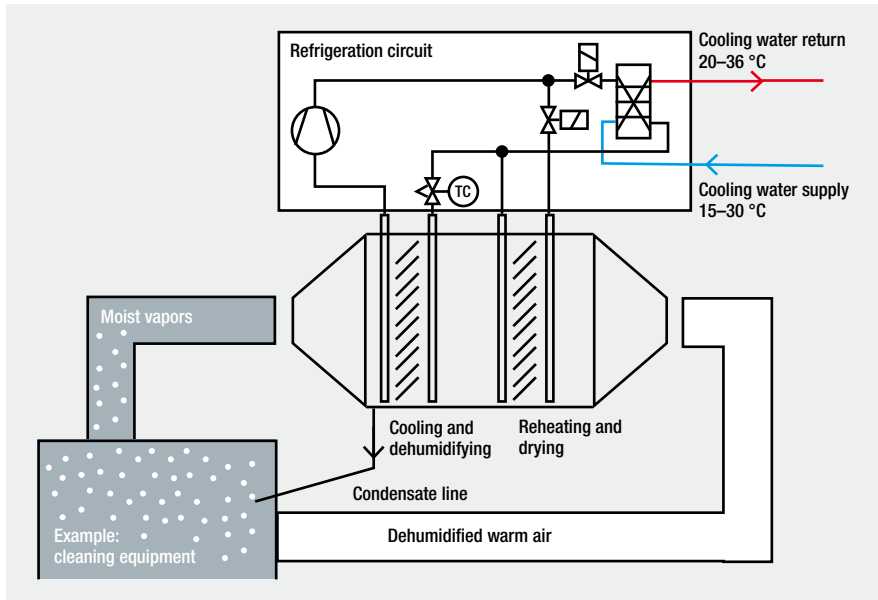 Refrigeration circuit
Cooling water return
20–36 °C
TC
Cooling water supply
15–30 °C
Moist vapors
Cooling and
dehumidifying
Reheating and
drying
Condensate line
Example:
cleaning equipment
Dehumidified warm air